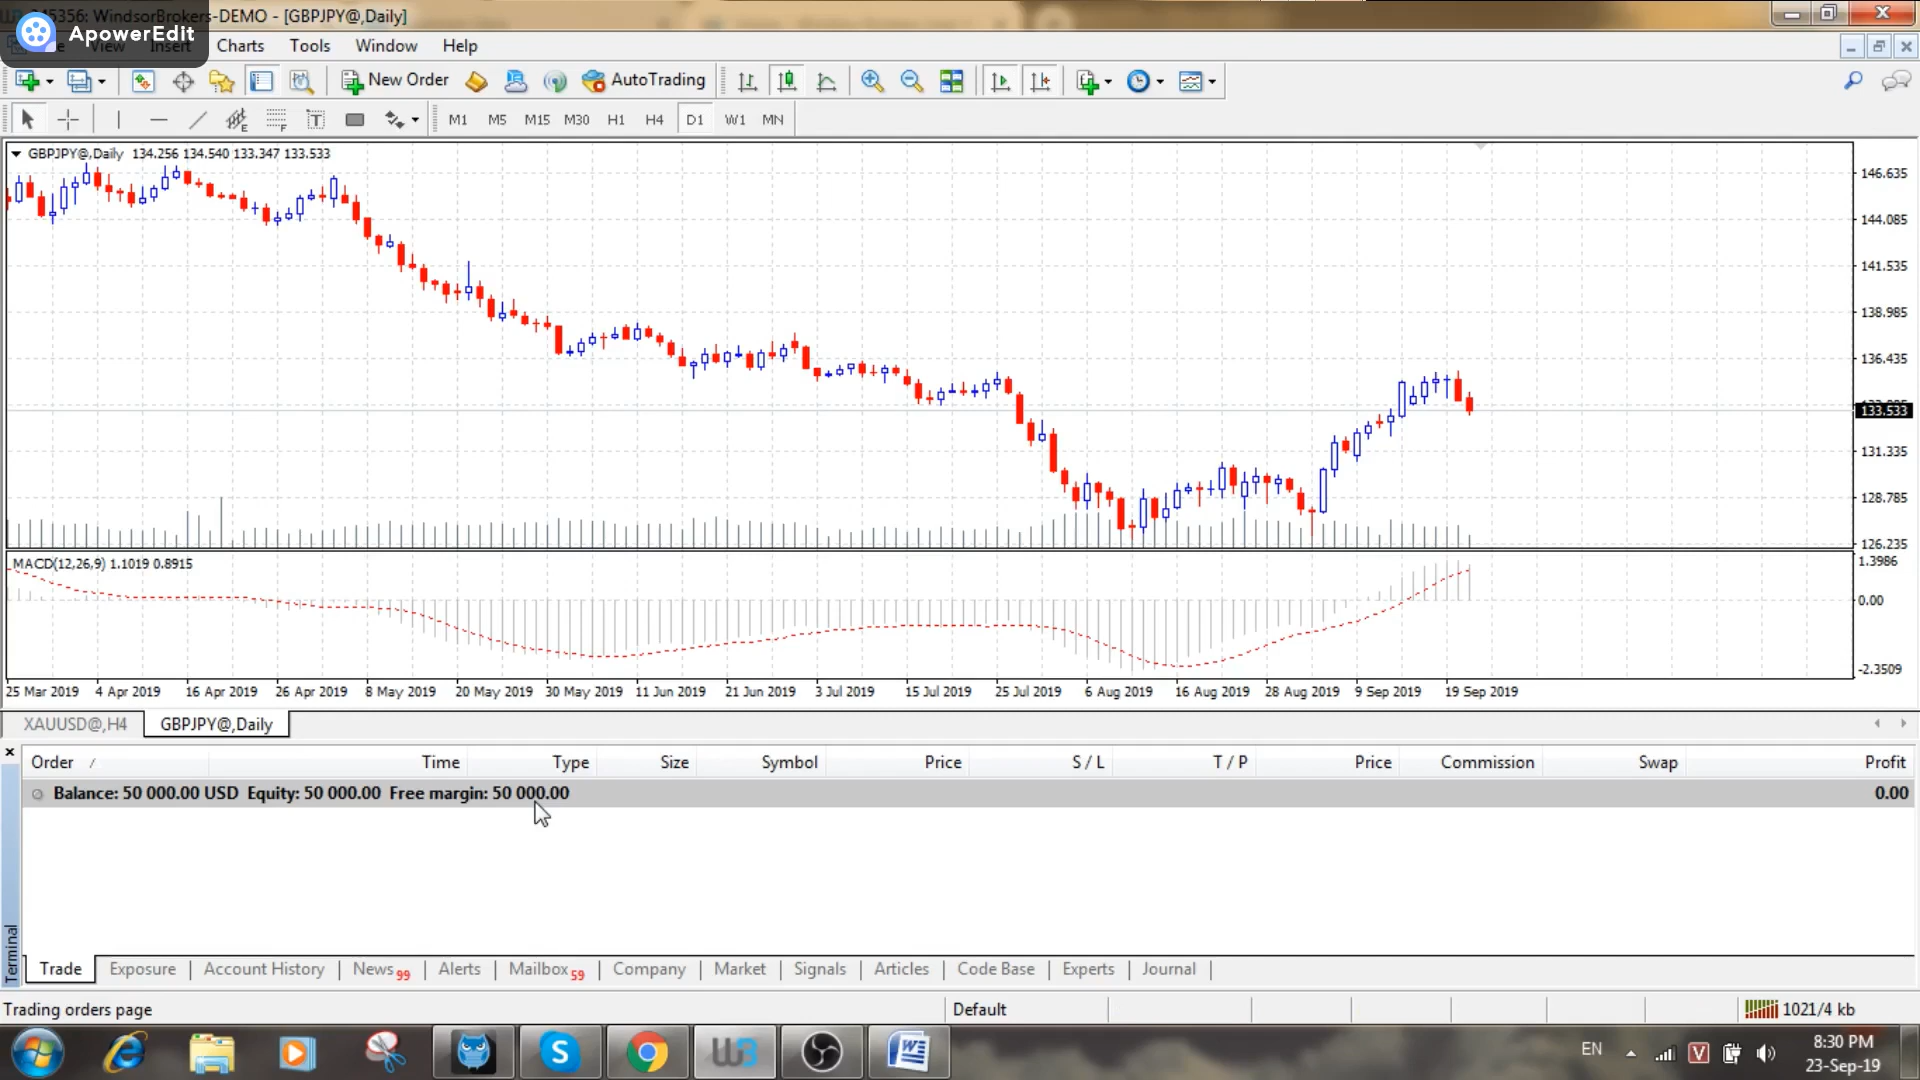 345356: WindsorBrokers-DEMO - [GBPJPY@,Daily]
ApowerEdit
View Insert Charts Tools Window Help
New Order AutoTrading
E F T M1 M5 M15 M30 H1 H4 D1 W1 MN
GBPJPY@,Daily 134.256 134.540 133.347 133.533
146.635
144.085
141.535
138.985
136.435
133.533
131.335
128.785
126.235
MACD(12,26,9) 1.1019 0.8915
1.3986
0.00
-2.3509
25 Mar 2019 4 Apr 2019 16 Apr 2019 26 Apr 2019 8 May 2019 20 May 2019 30 May 2019 11 Jun 2019 21 Jun 2019 3 Jul 2019 15 Jul 2019 25 Jul 2019 6 Aug 2019 16 Aug 2019 28 Aug 2019 9 Sep 2019 19 Sep 2019
XAUUSD@,H4 GBPJPY@,Daily
Order / Time Type Size Symbol Price S / L T / P Price Commission Swap Profit
Balance: 50 000.00 USD Equity: 50 000.00 Free margin: 50 000.00 0.00
Terminal
Trade Exposure Account History News 99 Alerts Mailbox 59 Company Market Signals Articles Code Base Experts Journal
Trading orders page Default 1021/4 kb
EN 8:30 PM
23-Sep-19